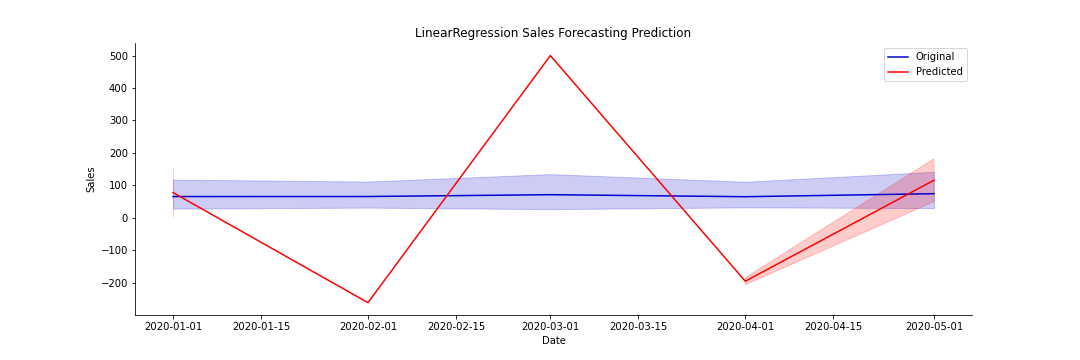 LinearRegression Sales Forecasting Prediction
Original
Predicted
500
400
300
200
100
0
−100
−200
Sales
2020-01-01 2020-01-15 2020-02-01 2020-02-15 2020-03-01 2020-03-15 2020-04-01 2020-04-15 2020-05-01
Date